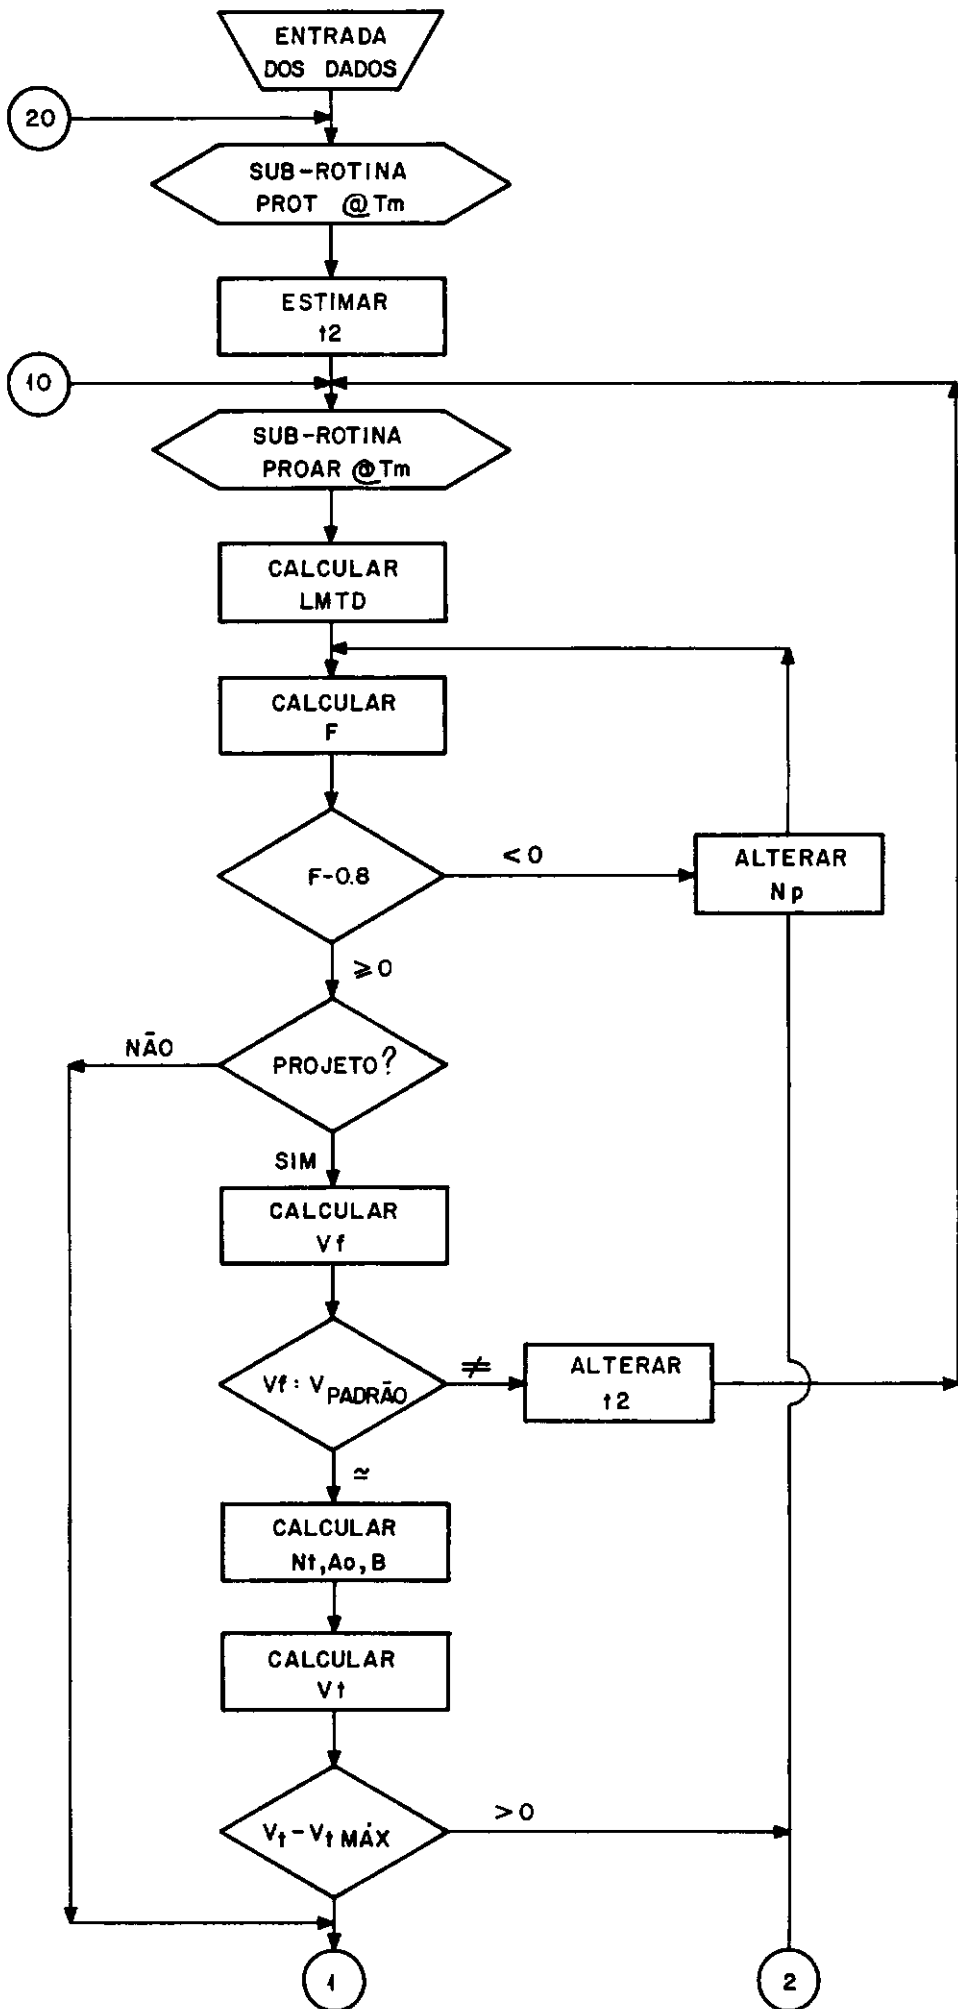 ENTRADA
DOS DADOS
20
SUB-ROTINA
PROT @Tm
ESTIMAR
t2
10
SUB-ROTINA
PROAR @Tm
CALCULAR
LMTD
CALCULAR
F
F-0.8
<0
ALTERAR
Np
≥0
NÃO
PROJETO?
SIM
CALCULAR
Vf
Vf: VPADRÃO
≠
ALTERAR
t2
≃
CALCULAR
Nt,Ao,B
CALCULAR
Vt
Vt-Vt MÁX
>0
1
2